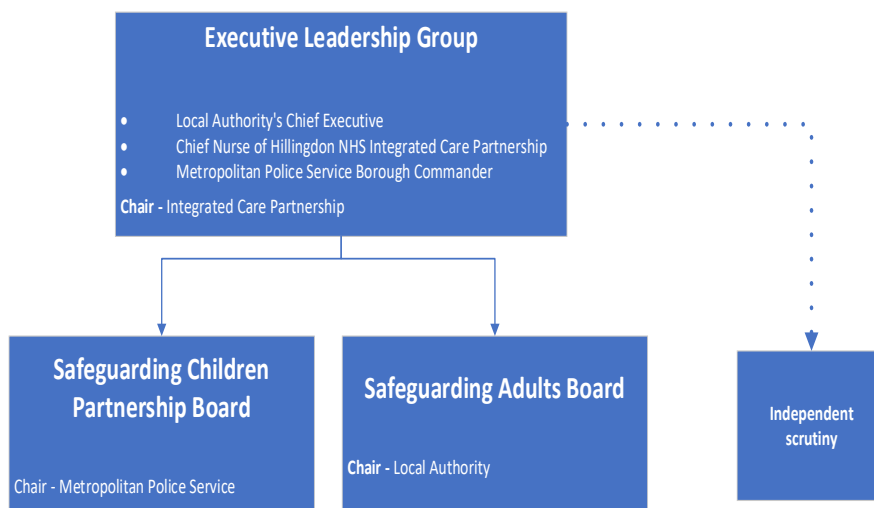 Executive Leadership Group
• Local Authority's Chief Executive
• Chief Nurse of Hillingdon NHS Integrated Care Partnership
• Metropolitan Police Service Borough Commander
Chair - Integrated Care Partnership
Safeguarding Children
Partnership Board
Chair - Metropolitan Police Service
Safeguarding Adults Board
Chair - Local Authority
Independent
scrutiny